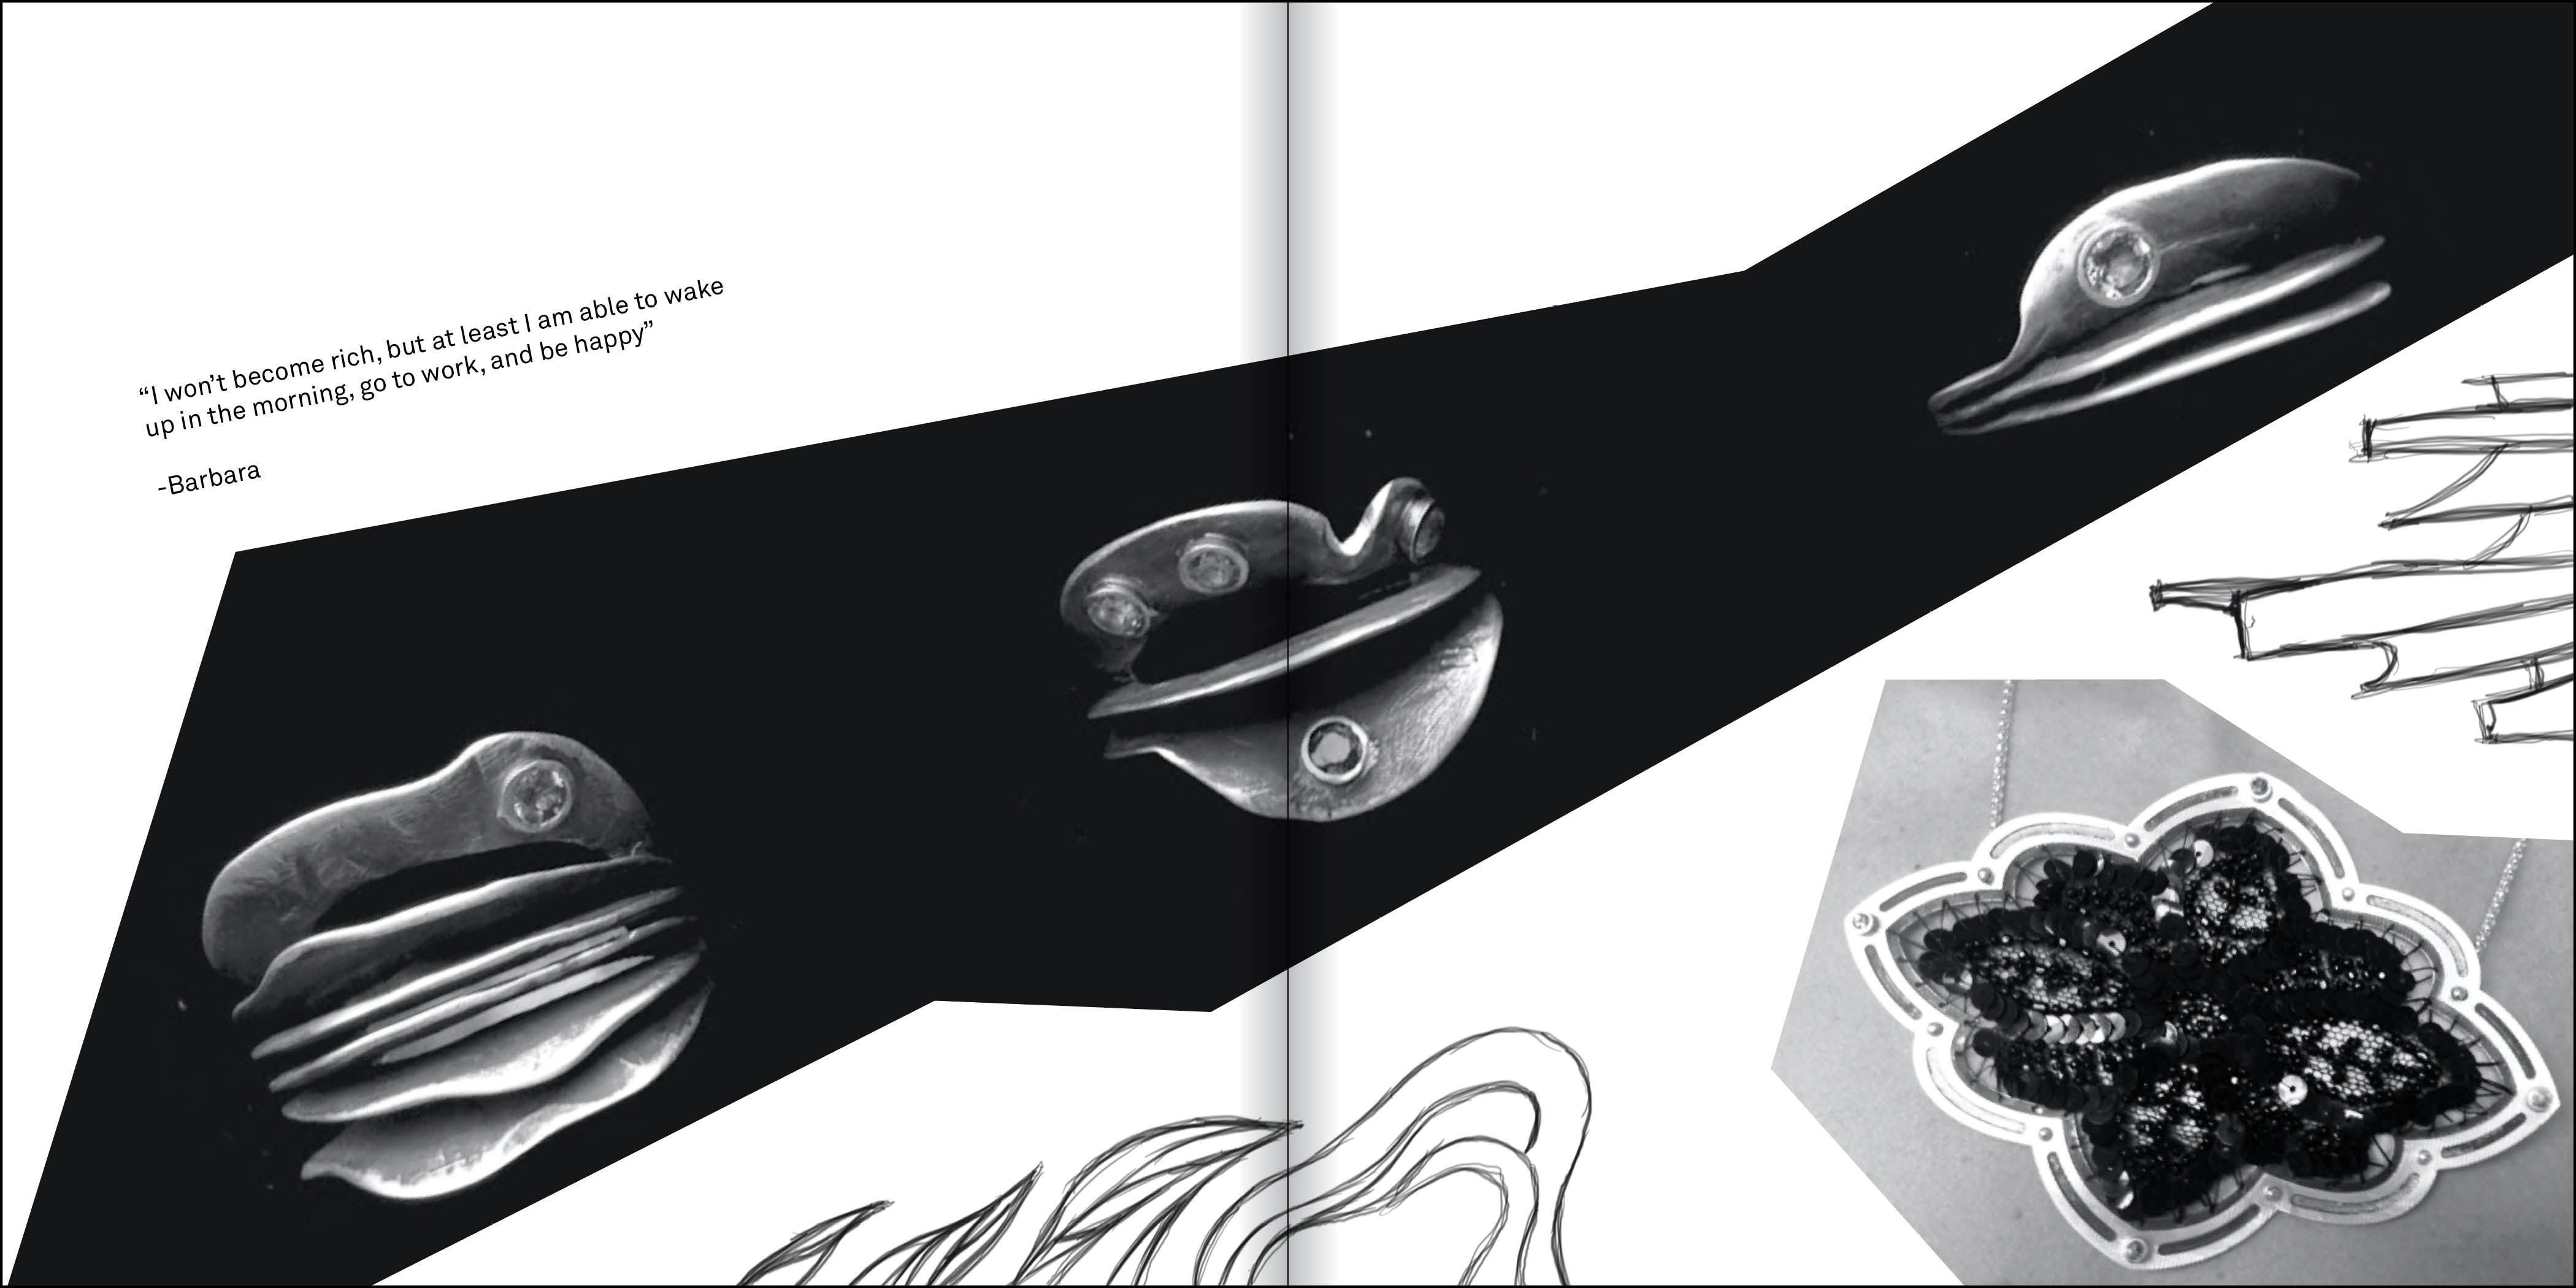 “I won’t become rich, but at least I am able to wake
up in the morning, go to work, and be happy”
-Barbara